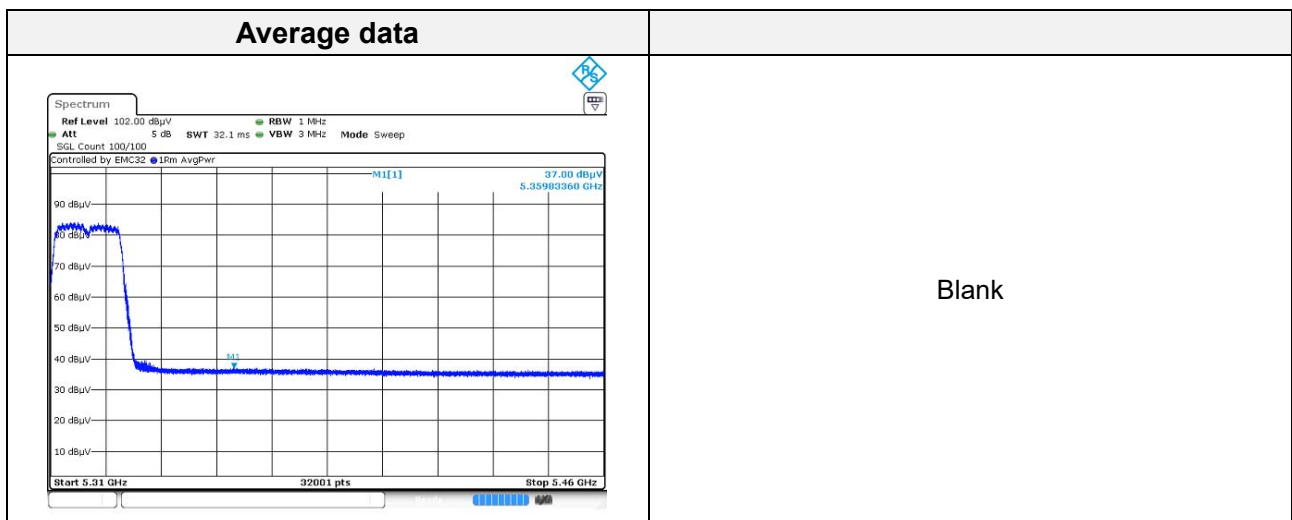 Average data
R&S
Spectrum
Ref Level 102.00 dBµV RBW 1 MHz
Att 5 dB SWT 32.1 ms VBW 3 MHz Mode Sweep
SGL Count 100/100
Controlled by EMC32 1Rm AvgPwr
M1[1] 37.00 dBµV
5.35983360 GHz
90 dBµV
80 dBµV
70 dBµV
60 dBµV
50 dBµV
40 dBµV
M1
30 dBµV
20 dBµV
10 dBµV
Start 5.31 GHz 32001 pts Stop 5.46 GHz
Blank